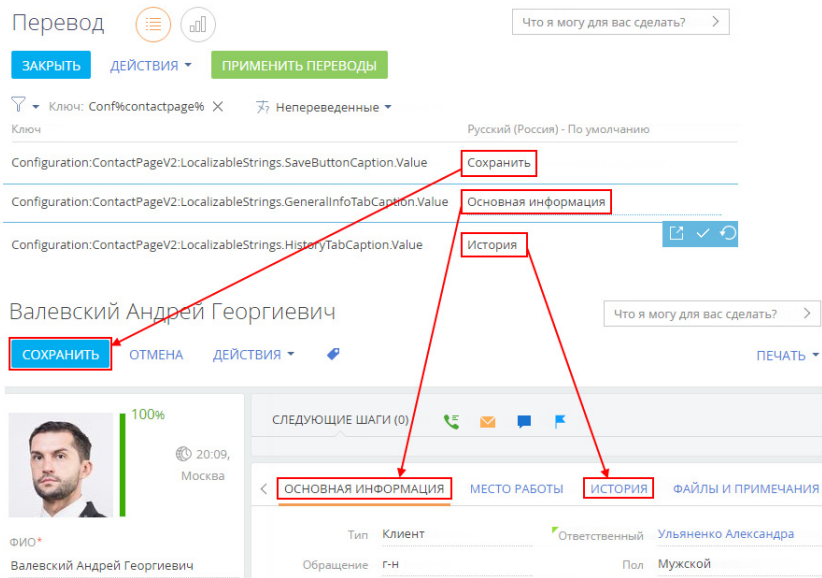 Перевод
Что я могу для вас сделать? >
ЗАКРЫТЬ ДЕЙСТВИЯ ПРИМЕНИТЬ ПЕРЕВОДЫ
Ключ: Conf%contactpage% Непереведенные
Ключ Русский (Россия) - По умолчанию
Configuration:ContactPageV2:LocalizableStrings.SaveButtonCaption.Value Сохранить
Configuration:ContactPageV2:LocalizableStrings.GeneralInfoTabCaption.Value Основная информация
Configuration:ContactPageV2:LocalizableStrings.HistoryTabCaption.Value История
Валевский Андрей Георгиевич
Что я могу для вас сделать? >
СОХРАНИТЬ ОТМЕНА ДЕЙСТВИЯ ПЕЧАТЬ
100%
СЛЕДУЮЩИЕ ШАГИ (0)
20:09,
Москва
< ОСНОВНАЯ ИНФОРМАЦИЯ МЕСТО РАБОТЫ ИСТОРИЯ ФАЙЛЫ И ПРИМЕЧАНИЯ
Тип Клиент Ответственный Ульяненко Александра
ФИО*
Валевский Андрей Георгиевич
Обращение г-н Пол Мужской